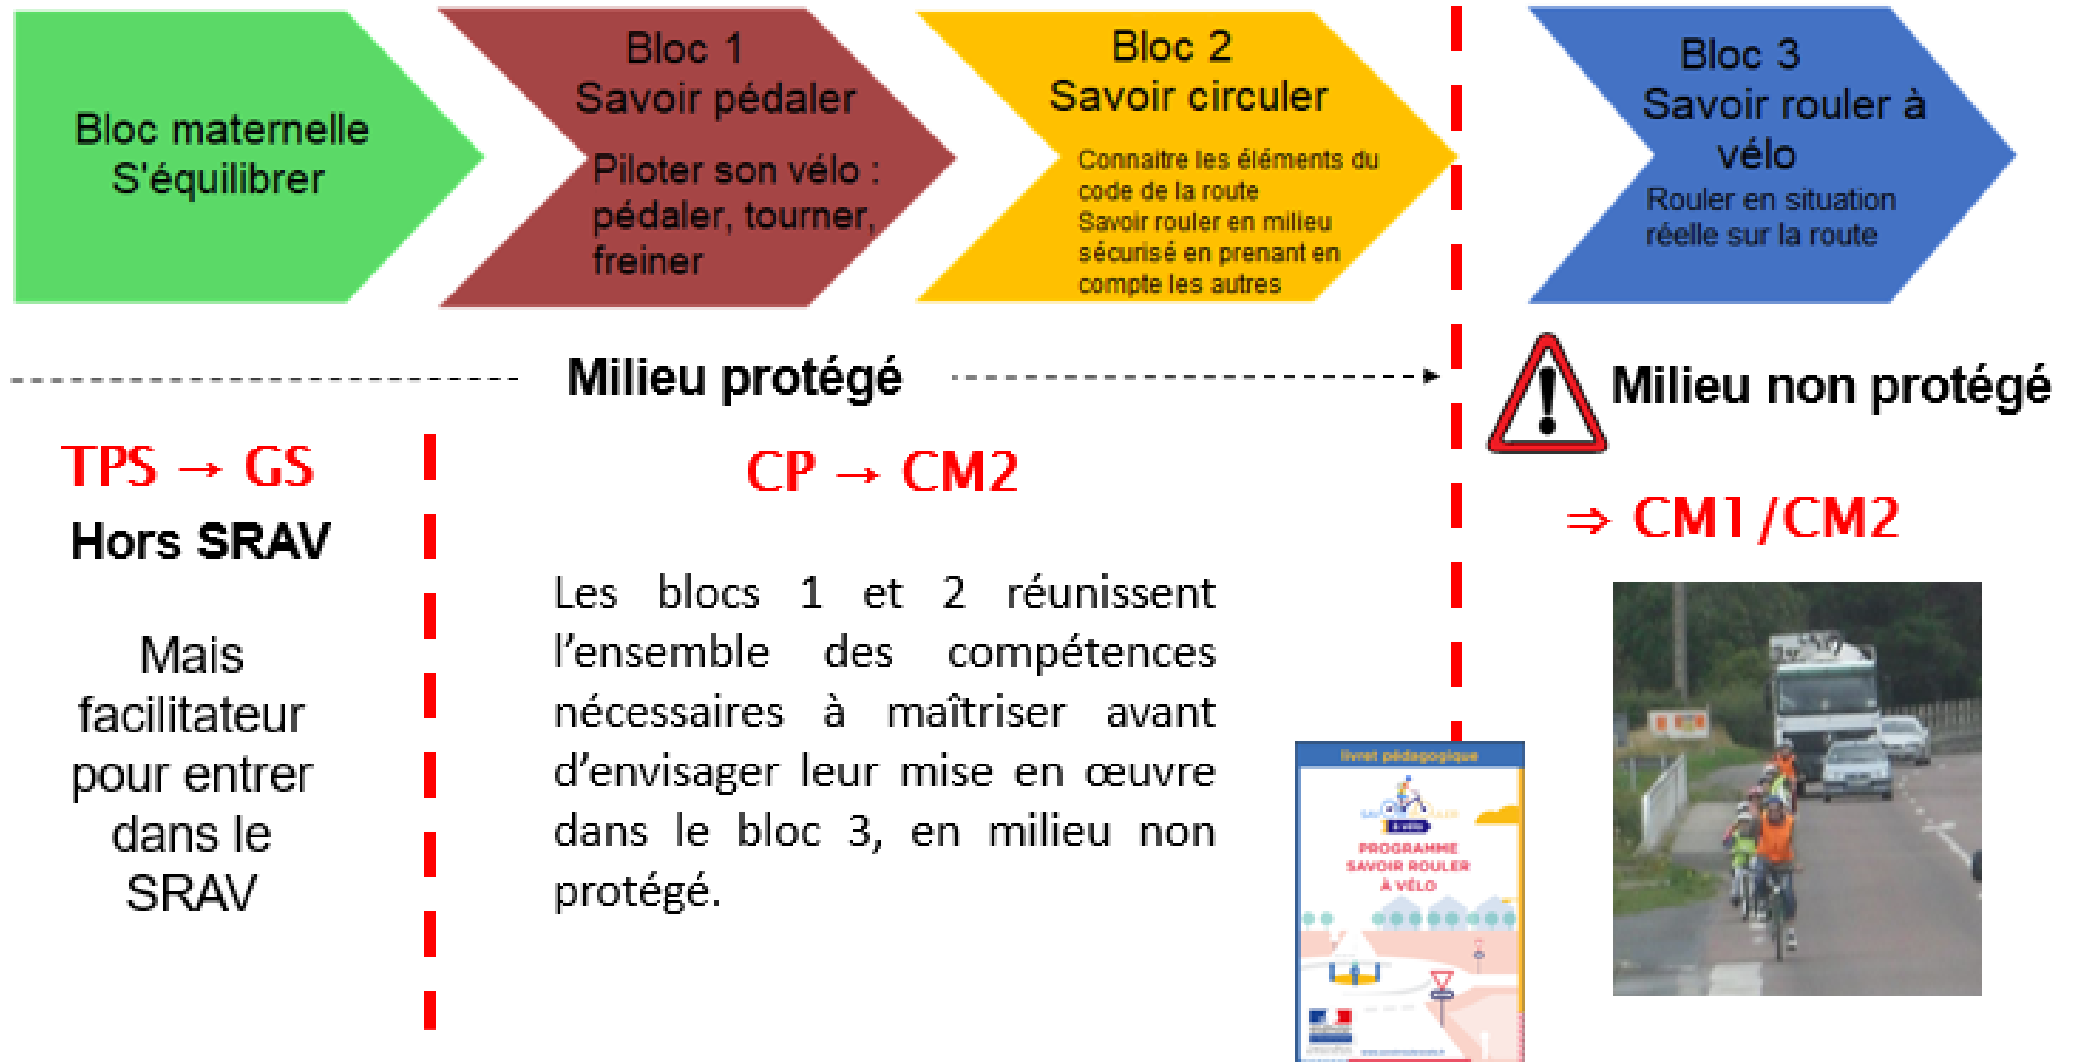 Bloc maternelle
S'équilibrer
Bloc 1
Savoir pédaler
Piloter son vélo :
pédaler, tourner,
freiner
Bloc 2
Savoir circuler
Connaitre les éléments du
code de la route
Savoir rouler en milieu
sécurisé en prenant en
compte les autres
Bloc 3
Savoir rouler à
vélo
Rouler en situation
réelle sur la route
Milieu protégé
Milieu non protégé
TPS → GS
Hors SRAV
Mais
facilitateur
pour entrer
dans le
SRAV
CP → CM2
Les blocs 1 et 2 réunissent
l’ensemble des compétences
nécessaires à maîtriser avant
d’envisager leur mise en œuvre
dans le bloc 3, en milieu non
protégé.
⇒ CM1/CM2
livret pédagogique
SAVOIR ROULER
à vélo
PROGRAMME
SAVOIR ROULER
À VÉLO